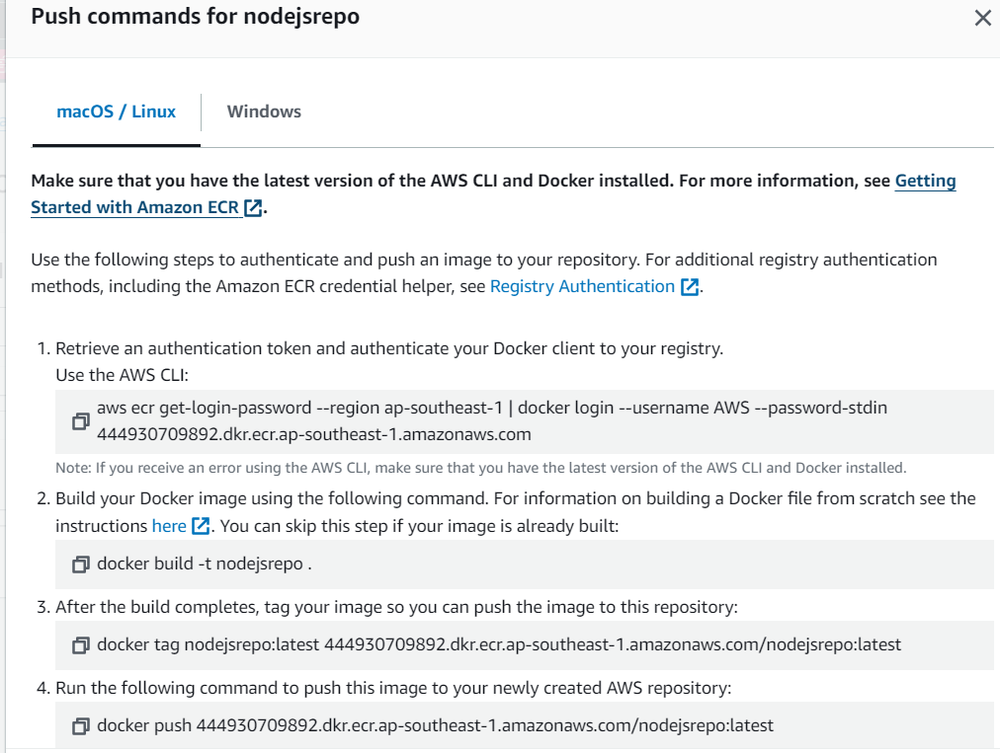 Push commands for nodejsrepo
macOS / Linux
Windows
Make sure that you have the latest version of the AWS CLI and Docker installed. For more information, see Getting
Started with Amazon ECR.
Use the following steps to authenticate and push an image to your repository. For additional registry authentication
methods, including the Amazon ECR credential helper, see Registry Authentication.
1. Retrieve an authentication token and authenticate your Docker client to your registry.
Use the AWS CLI:
aws ecr get-login-password --region ap-southeast-1 | docker login --username AWS --password-stdin
444930709892.dkr.ecr.ap-southeast-1.amazonaws.com
Note: If you receive an error using the AWS CLI, make sure that you have the latest version of the AWS CLI and Docker installed.
2. Build your Docker image using the following command. For information on building a Docker file from scratch see the
instructions here. You can skip this step if your image is already built:
docker build -t nodejsrepo .
3. After the build completes, tag your image so you can push the image to this repository:
docker tag nodejsrepo:latest 444930709892.dkr.ecr.ap-southeast-1.amazonaws.com/nodejsrepo:latest
4. Run the following command to push this image to your newly created AWS repository:
docker push 444930709892.dkr.ecr.ap-southeast-1.amazonaws.com/nodejsrepo:latest